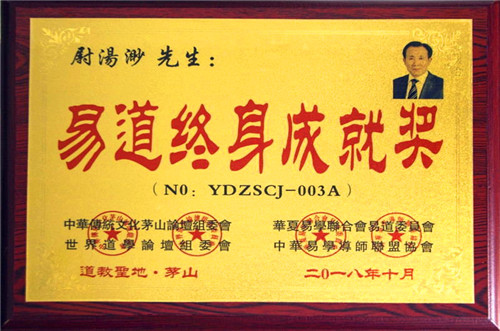 尉湯渺 先生：
易道终身成就奖
（NO：YDZSCJ-003A）
中華傳統文化茅山論壇組委會
世界道學論壇組委會
華夏易學聯合會易道委員會
中華易學導師聯盟協會
道教聖地·茅山
二0一八年十月